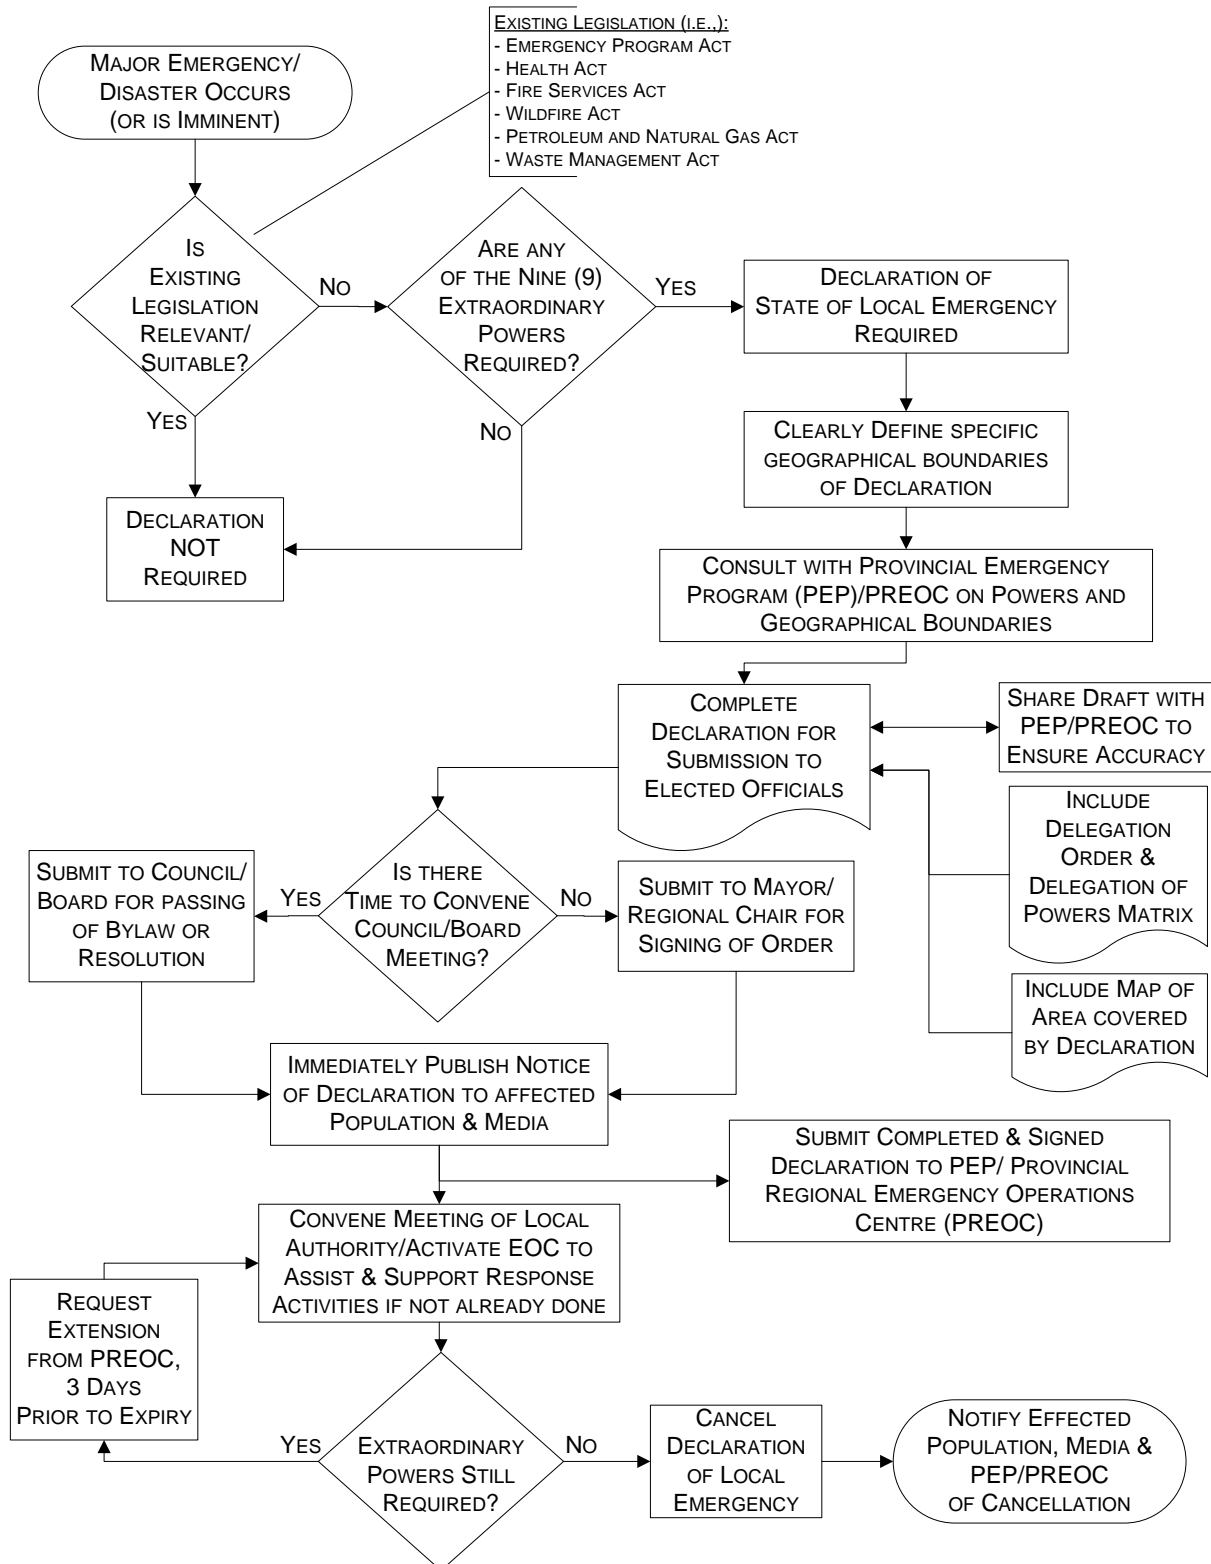 Major Emergency/
Disaster Occurs
(or is Imminent)
Existing Legislation (i.e.,):
- Emergency Program Act
- Health Act
- Fire Services Act
- Wildfire Act
- Petroleum and Natural Gas Act
- Waste Management Act
Is
Existing
Legislation
Relevant/
Suitable?
No
Are any
of the Nine (9)
Extraordinary
Powers
Required?
Yes
Declaration of
State of Local Emergency
Required
Yes
No
Declaration
NOT
Required
Clearly Define specific
geographical boundaries
of Declaration
Consult with Provincial Emergency
Program (PEP)/PREOC on Powers and
Geographical Boundaries
Complete
Declaration for
Submission to
Elected Officials
Share Draft with
PEP/PREOC to
Ensure Accuracy
Include
Delegation
Order &
Delegation of
Powers Matrix
Include Map of
Area covered
by Declaration
Is there
Time to Convene
Council/Board
Meeting?
Yes
No
Submit to Council/
Board for passing
of Bylaw or
Resolution
Submit to Mayor/
Regional Chair for
Signing of Order
Immediately Publish Notice
of Declaration to affected
Population & Media
Submit Completed & Signed
Declaration to PEP/ Provincial
Regional Emergency Operations
Centre (PREOC)
Convene Meeting of Local
Authority/Activate EOC to
Assist & Support Response
Activities if not already done
Request
Extension
from PREOC,
3 Days
Prior to Expiry
Yes
Extraordinary
Powers Still
Required?
No
Cancel
Declaration
of Local
Emergency
Notify Effected
Population, Media &
PEP/PREOC
of Cancellation